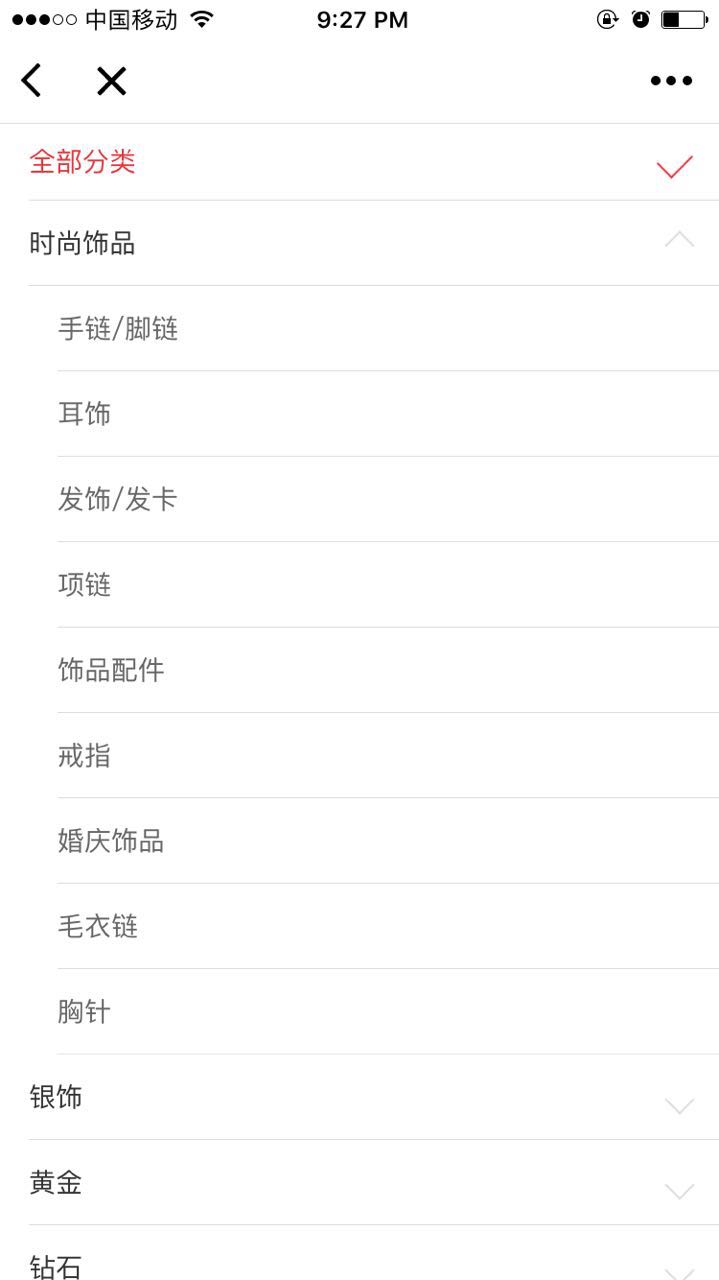 中国移动 9:27 PM
全部分类
时尚饰品
手链/脚链
耳饰
发饰/发卡
项链
饰品配件
戒指
婚庆饰品
毛衣链
胸针
银饰
黄金
钻石